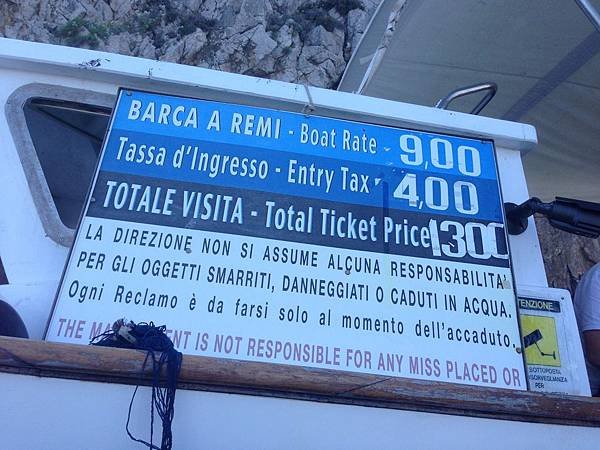 BARCA A REMI - Boat Rate - 9,00
Tassa d'Ingresso - Entry Tax - 4,00
TOTALE VISITA - Total Ticket Price 13,00
LA DIREZIONE NON SI ASSUME ALCUNA RESPONSABILITA'
PER GLI OGGETTI SMARRITI, DANNEGGIATI O CADUTI IN ACQUA.
Ogni Reclamo è da farsi solo al momento dell'accaduto.
THE IS NOT RESPONSIBLE FOR ANY MISS PLACED OR
SOTTOPOSTA
PER